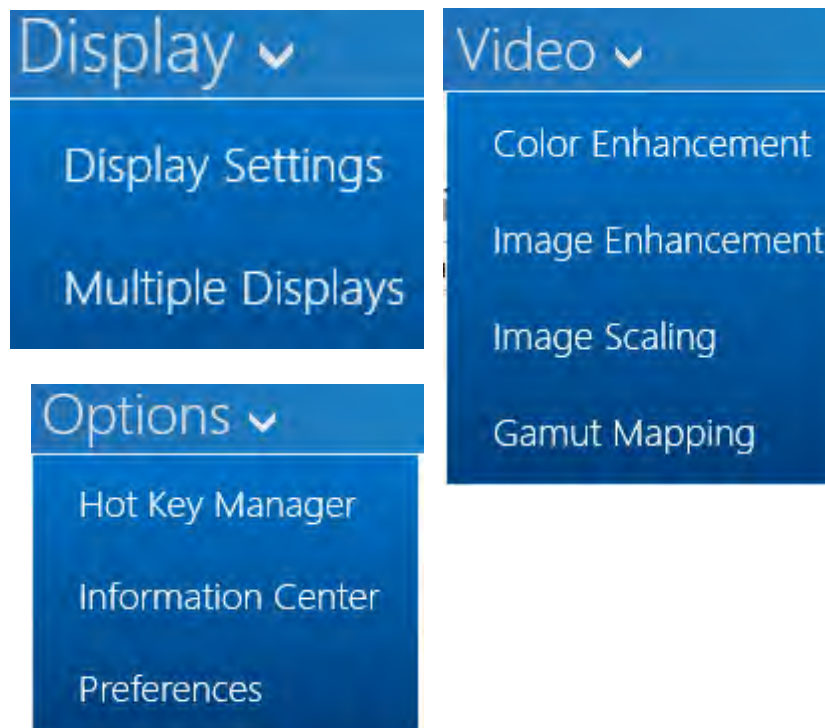 Display
Display Settings
Multiple Displays
Video
Color Enhancement
Image Enhancement
Image Scaling
Gamut Mapping
Options
Hot Key Manager
Information Center
Preferences